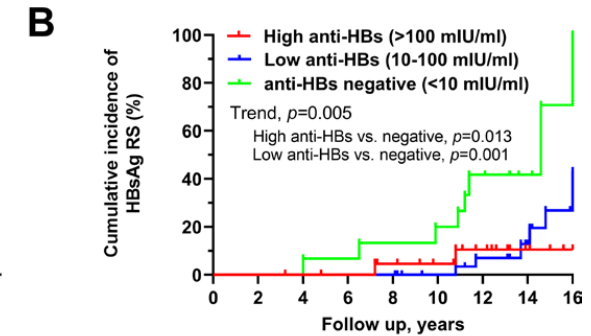 B
High anti-HBs (>100 mIU/ml)
Low anti-HBs (10-100 mIU/ml)
anti-HBs negative (<10 mIU/ml)
Trend, p=0.005
High anti-HBs vs. negative, p=0.013
Low anti-HBs vs. negative, p=0.001
Cumulative incidence of
HBsAg RS (%)
100
80
60
40
20
0
0 2 4 6 8 10 12 14 16
Follow up, years